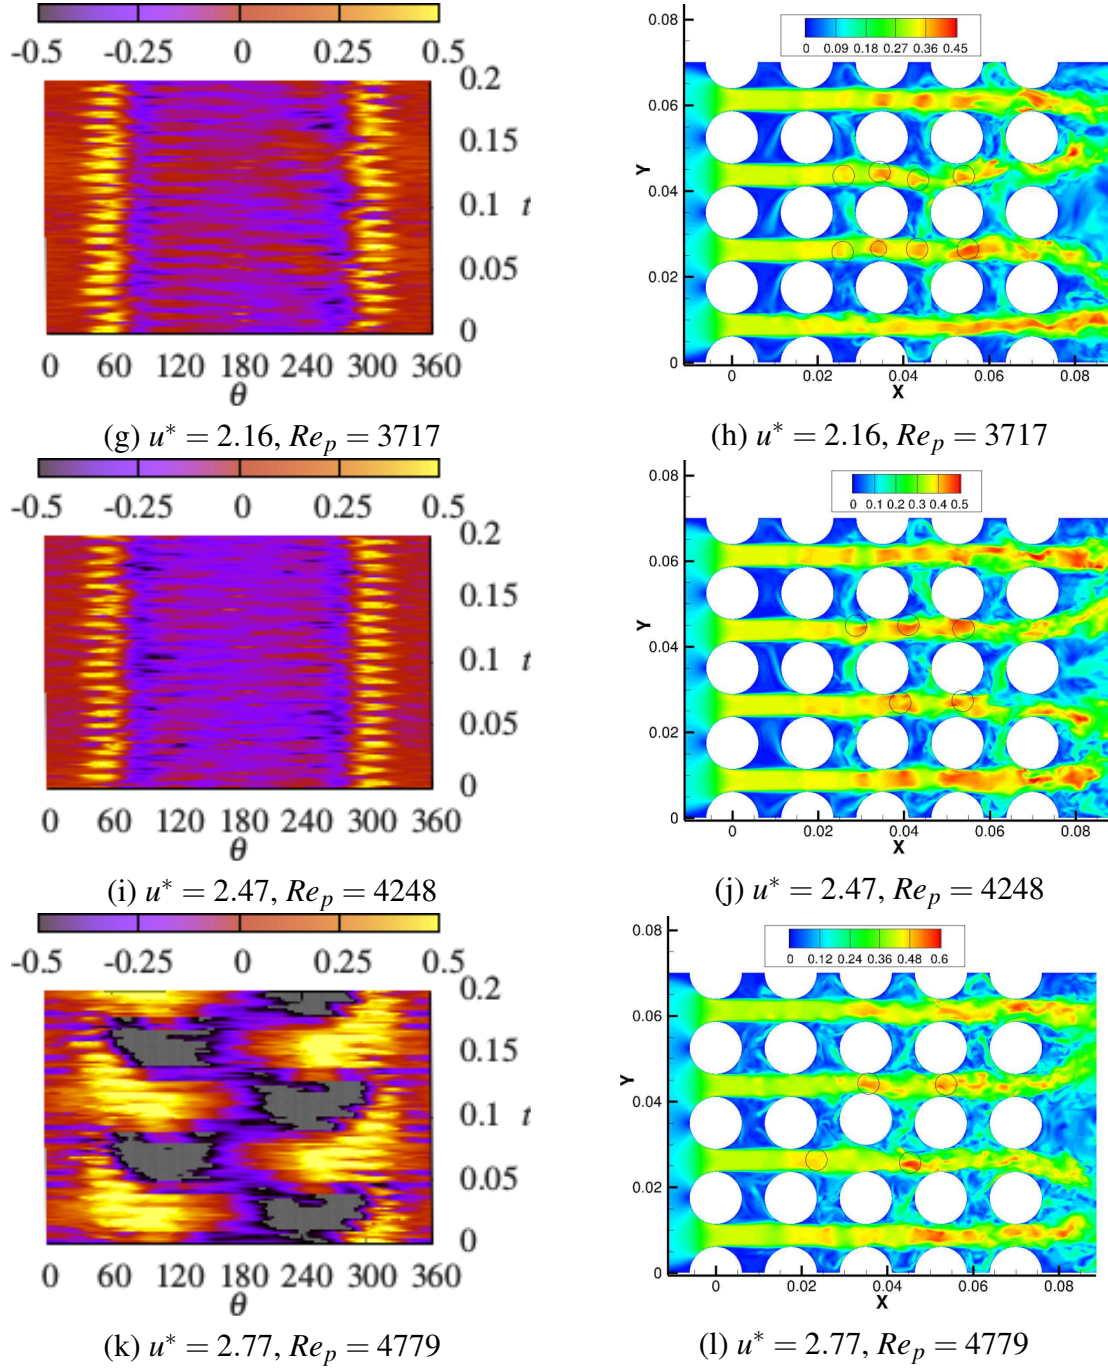 -0.5 -0.25 0 0.25 0.5
0.2
0.15
0.1 t
0.05
0
0 60 120 180 240 300 360
θ
(g) u* = 2.16, Re_p = 3717
0 0.09 0.18 0.27 0.36 0.45
0.08
0.06
Y
0.04
0.02
0
0 0.02 0.04 0.06 0.08
X
(h) u* = 2.16, Re_p = 3717
-0.5 -0.25 0 0.25 0.5
0.2
0.15
0.1 t
0.05
0
0 60 120 180 240 300 360
θ
(i) u* = 2.47, Re_p = 4248
0 0.1 0.2 0.3 0.4 0.5
0.08
0.06
Y
0.04
0.02
0
0 0.02 0.04 0.06 0.08
X
(j) u* = 2.47, Re_p = 4248
-0.5 -0.25 0 0.25 0.5
0.2
0.15
0.1 t
0.05
0
0 60 120 180 240 300 360
θ
(k) u* = 2.77, Re_p = 4779
0 0.12 0.24 0.36 0.48 0.6
0.08
0.06
Y
0.04
0.02
0
0 0.02 0.04 0.06 0.08
X
(l) u* = 2.77, Re_p = 4779